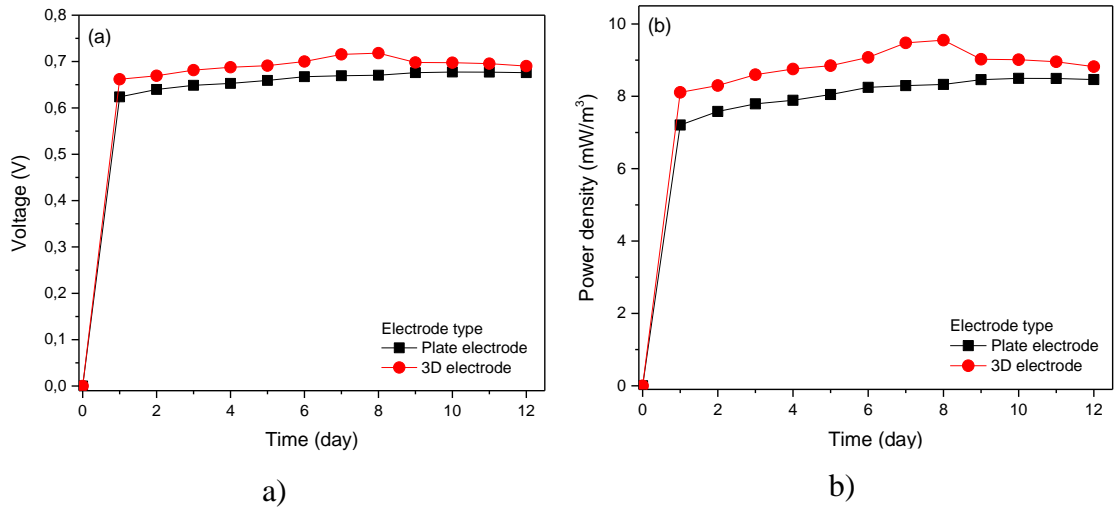 (a)
Voltage (V)
0,8
0,7
0,6
0,5
0,4
0,3
0,2
0,1
0,0
Electrode type
Plate electrode
3D electrode
0 2 4 6 8 10 12
Time (day)
a)
(b)
Power density (mW/m³)
10
8
6
4
2
0
Electrode type
Plate electrode
3D electrode
0 2 4 6 8 10 12
Time (day)
b)